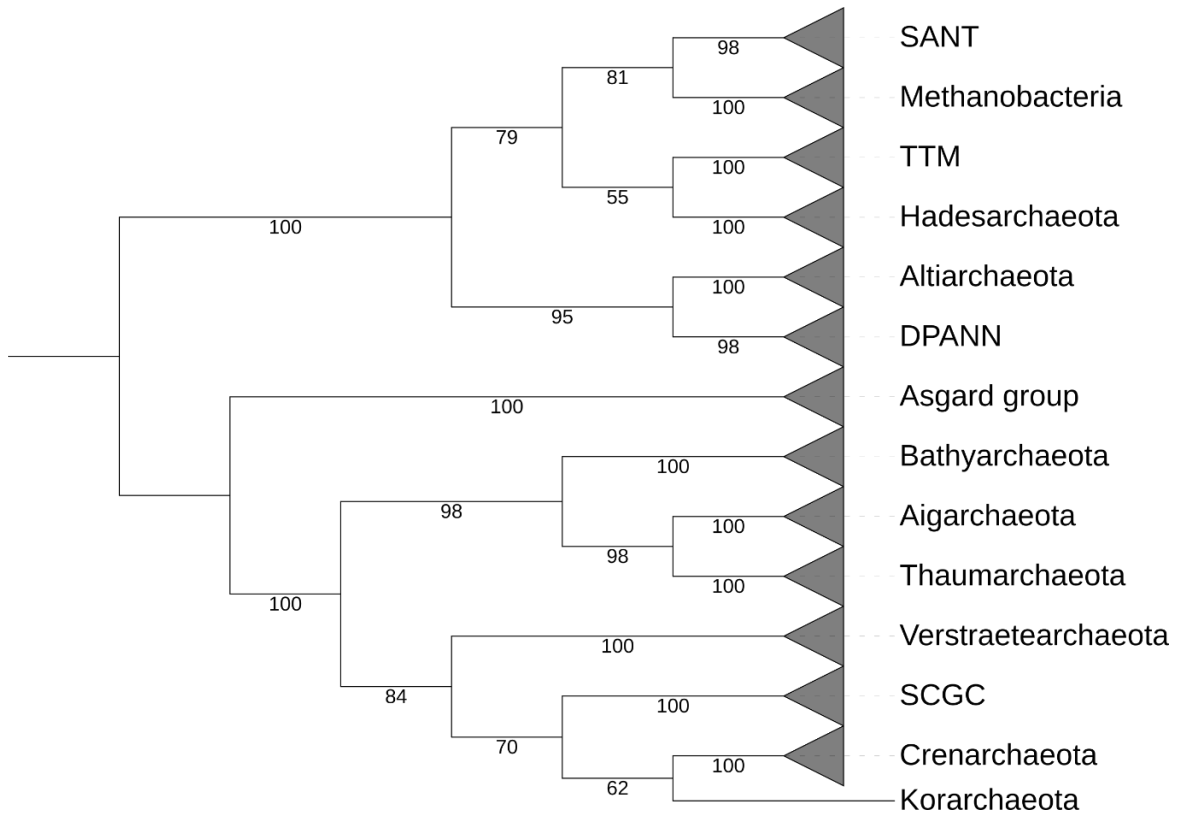 SANT
98
81
Methanobacteria
100
79
TTM
100
55
Hadesarchaeota
100
100
Altiarchaeota
100
95
DPANN
98
Asgard group
100
Bathyarchaeota
100
98
Aigarchaeota
100
98
Thaumarchaeota
100
100
Verstraetearchaeota
100
84
SCGC
100
70
Crenarchaeota
100
62
Korarchaeota